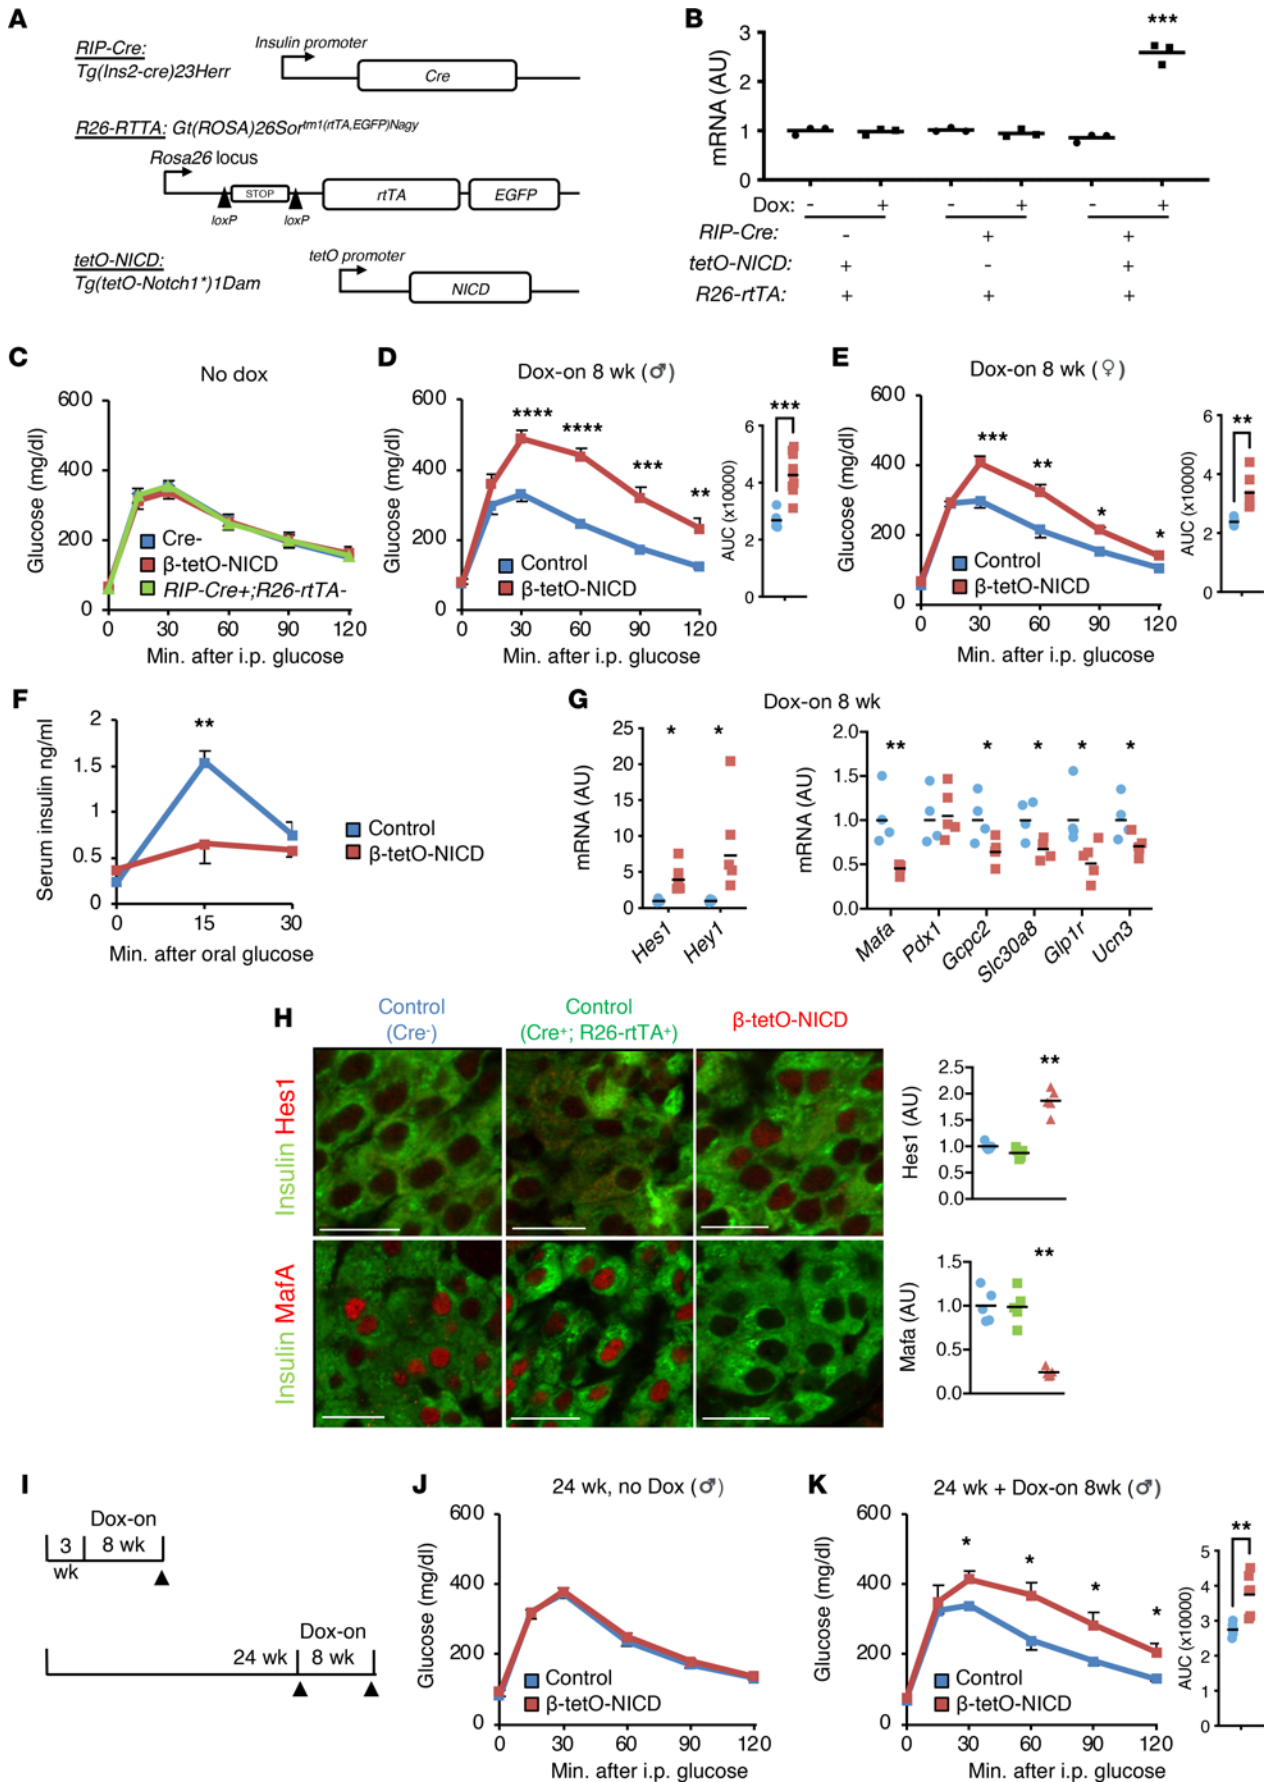 A
RIP-Cre:
Tg(Ins2-cre)23Herr
Insulin promoter
Cre
R26-RTTA: Gt(ROSA)26Sortm1(rtTA,EGFP)Nagy
Rosa26 locus
STOP
rtTA
EGFP
loxP
loxP
tetO-NICD:
Tg(tetO-Notch1*)1Dam
tetO promoter
NICD
B
***
mRNA (AU)
3
2
1
0
Dox: - + - + - +
RIP-Cre: - + +
tetO-NICD: + - +
R26-rtTA: + + +
C
No dox
Glucose (mg/dl)
600
400
200
0
Cre-
β-tetO-NICD
RIP-Cre+;R26-rtTA-
0 30 60 90 120
Min. after i.p. glucose
D
Dox-on 8 wk (♂)
Glucose (mg/dl)
600
400
200
0
**** **** *** **
Control
β-tetO-NICD
0 30 60 90 120
Min. after i.p. glucose
***
AUC (x10000)
6
4
2
0
E
Dox-on 8 wk (♀)
Glucose (mg/dl)
600
400
200
0
*** ** * *
Control
β-tetO-NICD
0 30 60 90 120
Min. after i.p. glucose
**
AUC (x10000)
6
4
2
0
F
Serum insulin ng/ml
2
1.5
1
0.5
0
**
0 15 30
Min. after oral glucose
Control
β-tetO-NICD
G
Dox-on 8 wk
mRNA (AU)
25
20
15
10
5
0
* *
Hes1 Hey1
mRNA (AU)
2.0
1.5
1.0
0.5
0.0
** * * * *
Mafa Pdx1 Gcpc2 Slc30a8 Glp1r Ucn3
H
Control
(Cre-)
Control
(Cre+; R26-rtTA+)
β-tetO-NICD
Insulin Hes1
Insulin MafA
Hes1 (AU)
2.5
2.0
1.5
1.0
0.5
0.0
**
Mafa (AU)
1.5
1.0
0.5
0.0
**
I
Dox-on
3 8 wk
wk
Dox-on
24 wk 8 wk
J
24 wk, no Dox (♂)
Glucose (mg/dl)
600
400
200
0
Control
β-tetO-NICD
0 30 60 90 120
Min. after i.p. glucose
K
24 wk + Dox-on 8wk (♂)
Glucose (mg/dl)
600
400
200
0
* * * *
Control
β-tetO-NICD
0 30 60 90 120
Min. after i.p. glucose
**
AUC (x10000)
5
4
3
2
1
0